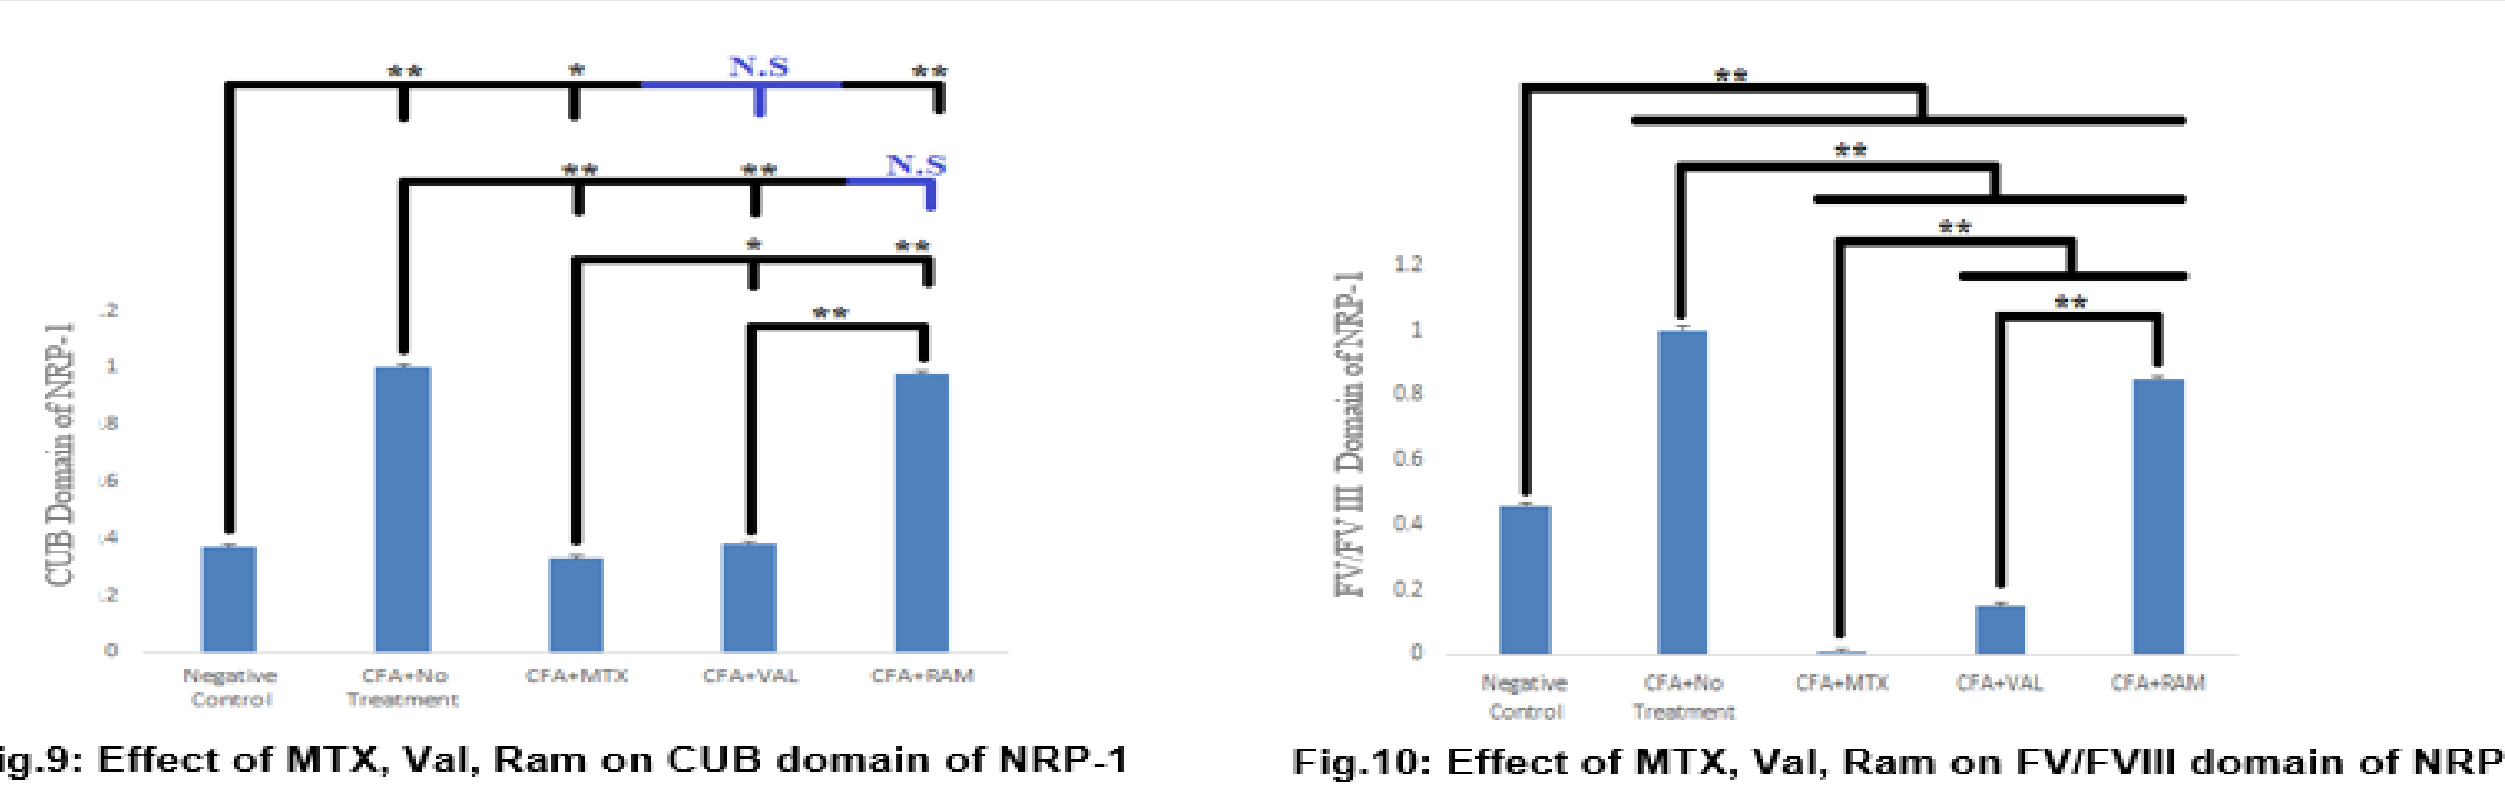 ** * N.S **
** ** N.S
* **
**
CUB Domain of NRP-1
.2
1
.8
.6
.4
.2
0
Negative Control
CFA+No Treatment
CFA+MTX
CFA+VAL
CFA+RAM
ig.9: Effect of MTX, Val, Ram on CUB domain of NRP-1
**
**
**
**
FV/FV III Domain of NRP-1
1.2
1
0.8
0.6
0.4
0.2
0
Negative Control
CFA+No Treatment
CFA+MTX
CFA+VAL
CFA+RAM
Fig.10: Effect of MTX, Val, Ram on FV/FVIII domain of NRP